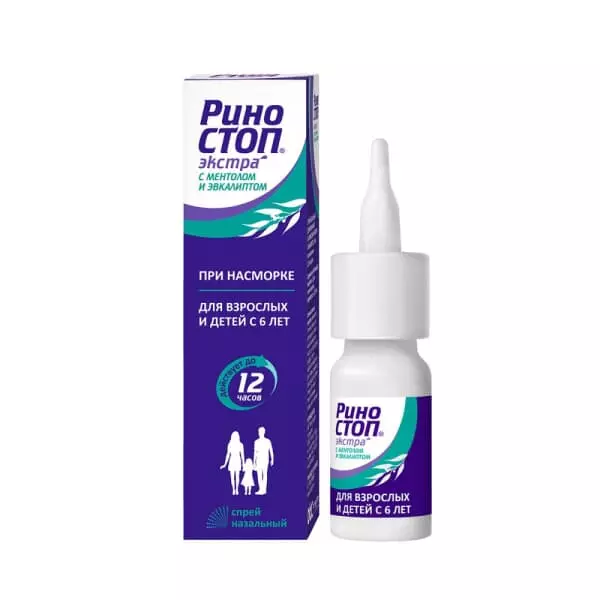 Рино
СТОП®
экстра
С МЕНТОЛОМ
И ЭВКАЛИПТОМ
ПРИ НАСМОРКЕ
ДЛЯ ВЗРОСЛЫХ
И ДЕТЕЙ С 6 ЛЕТ
действует до
12
часов
спрей
назальный
Рино
СТОП®
экстра
С МЕНТОЛОМ
И ЭВКАЛИПТОМ
ДЛЯ ВЗРОСЛЫХ
И ДЕТЕЙ С 6 ЛЕТ